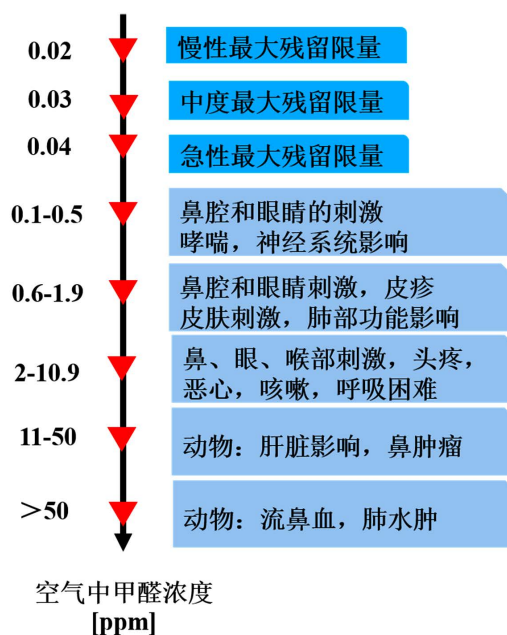 0.02
慢性最大残留限量
0.03
中度最大残留限量
0.04
急性最大残留限量
0.1-0.5
鼻腔和眼睛的刺激
哮喘，神经系统影响
0.6-1.9
鼻腔和眼睛刺激，皮疹
皮肤刺激，肺部功能影响
2-10.9
鼻、眼、喉部刺激，头疼，
恶心，咳嗽，呼吸困难
11-50
动物：肝脏影响，鼻肿瘤
＞50
动物：流鼻血，肺水肿
空气中甲醛浓度
[ppm]